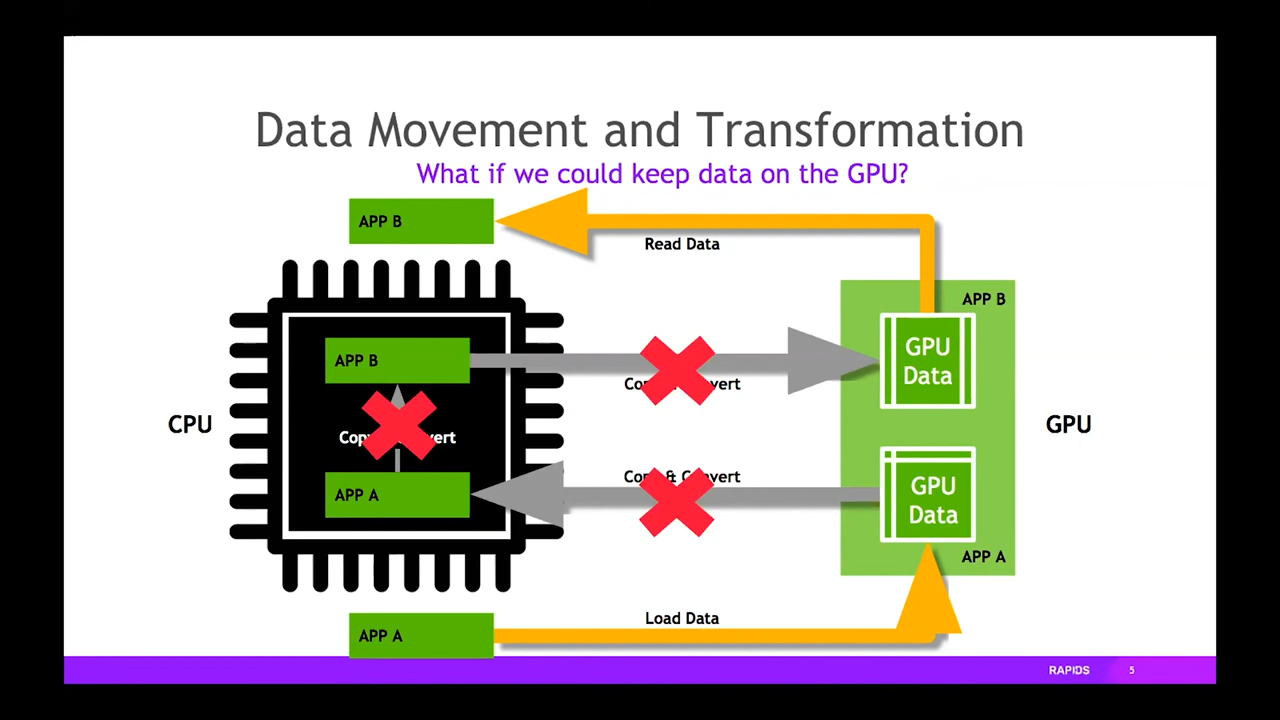 Data Movement and Transformation
What if we could keep data on the GPU?
APP B
Read Data
APP B
APP B
GPU
Data
CPU
GPU
APP A
GPU
Data
APP A
Load Data
APP A
RAPIDS
5